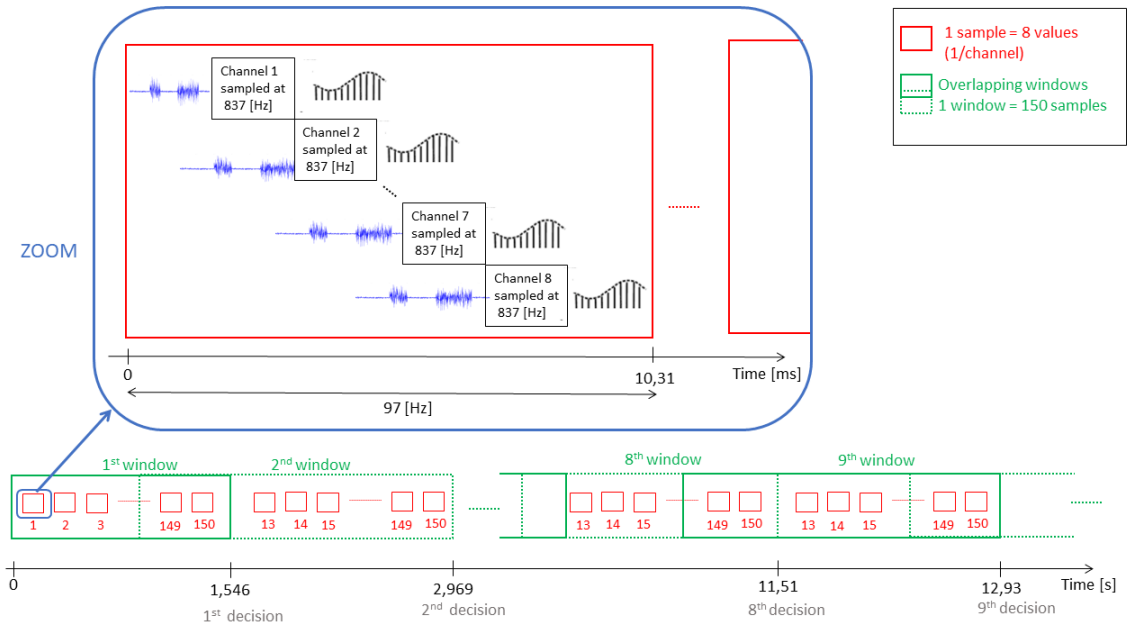 1 sample = 8 values
(1/channel)
Overlapping windows
1 window = 150 samples
ZOOM
Channel 1
sampled at
837 [Hz]
Channel 2
sampled at
837 [Hz]
Channel 7
sampled at
837 [Hz]
Channel 8
sampled at
837 [Hz]
0
10,31
Time [ms]
97 [Hz]
1st window
2nd window
8th window
9th window
1 2 3 149 150 13 14 15 149 150 13 14 15 149 150 13 14 15 149 150
0
1,546
2,969
11,51
12,93
Time [s]
1st decision
2nd decision
8th decision
9th decision